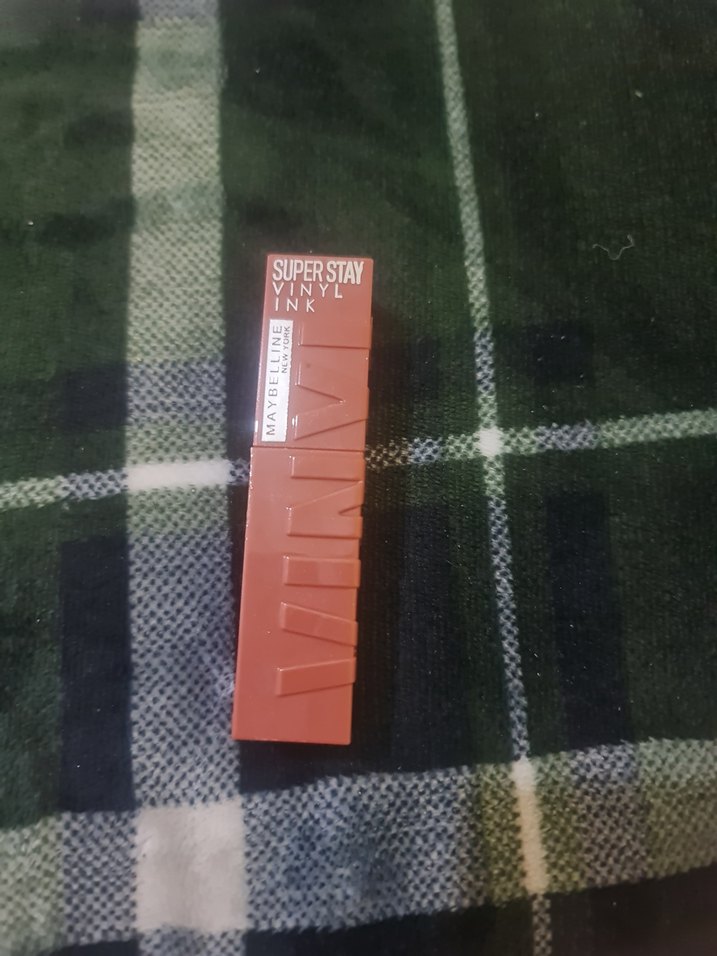 SUPER STAY
VINYL
INK
MAYBELLINE
NEW YORK
VINYL